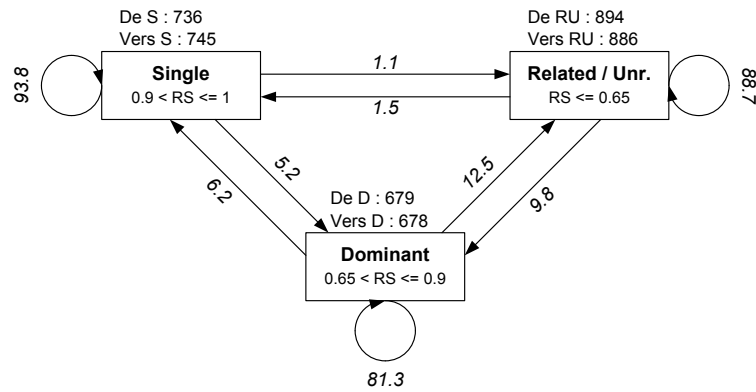 De S : 736
Vers S : 745
De RU : 894
Vers RU : 886
93.8
Single
0.9 < RS <= 1
1.1
1.5
Related / Unr.
RS <= 0.65
88.7
6.2
5.2
12.5
9.8
De D : 679
Vers D : 678
Dominant
0.65 < RS <= 0.9
81.3